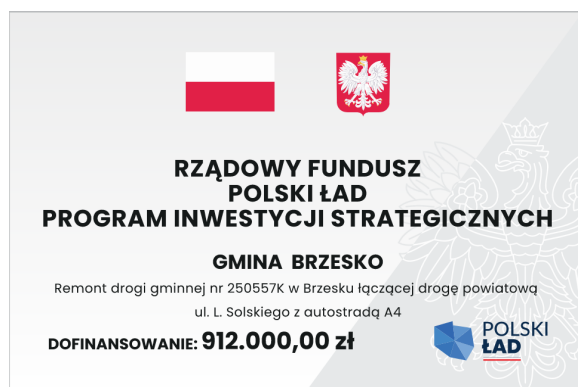 RZĄDOWY FUNDUSZ
POLSKI ŁAD
PROGRAM INWESTYCJI STRATEGICZNYCH
GMINA BRZESKO
Remont drogi gminnej nr 250557K w Brzesku łączącej drogę powiatową
ul. L. Solskiego z autostradą A4
DOFINANSOWANIE: 912.000,00 zł
POLSKI
ŁAD